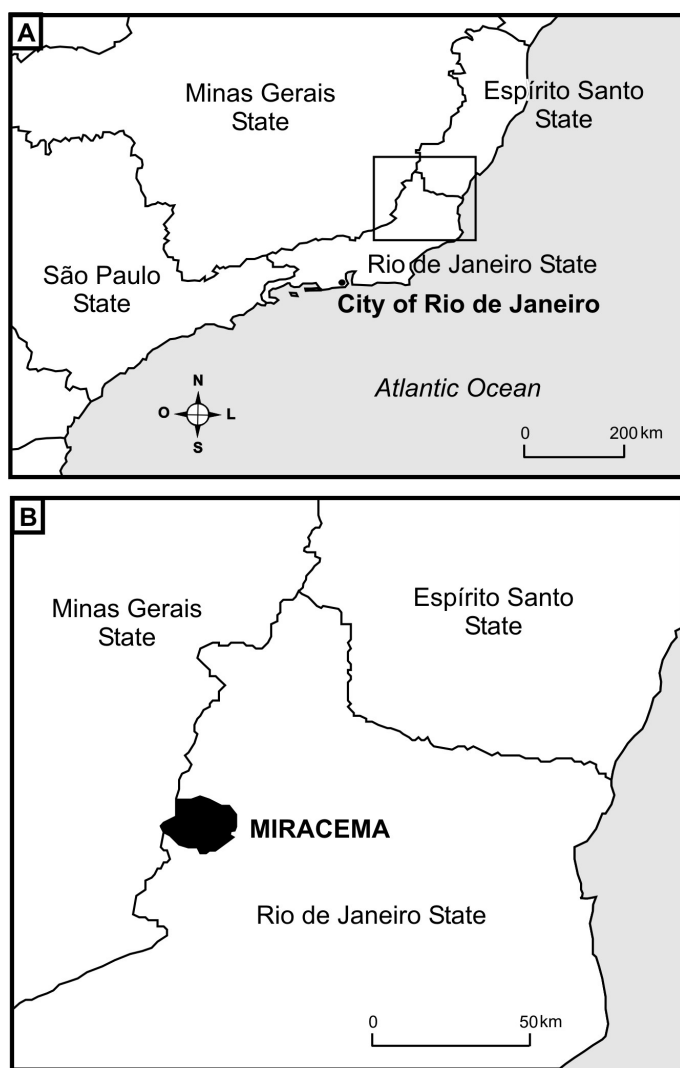 A
Minas Gerais
State
Espírito Santo
State
São Paulo
State
Rio de Janeiro State
City of Rio de Janeiro
Atlantic Ocean
N
O
L
S
0
200 km
B
Minas Gerais
State
Espírito Santo
State
MIRACEMA
Rio de Janeiro State
0
50 km